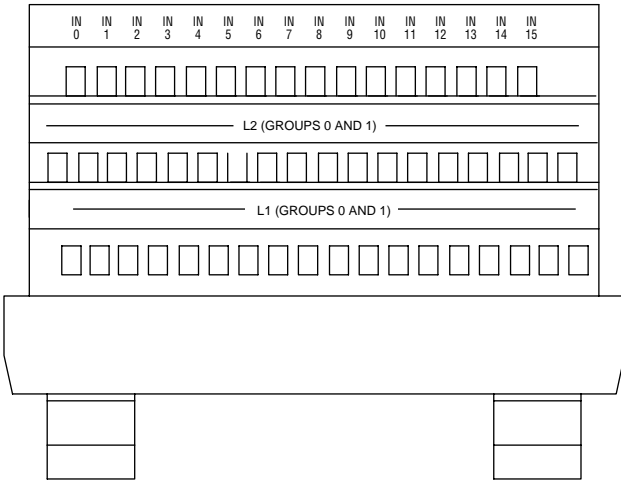 IN IN IN IN IN IN IN IN IN IN IN IN IN IN IN IN
0 1 2 3 4 5 6 7 8 9 10 11 12 13 14 15
L2 (GROUPS 0 AND 1)
L1 (GROUPS 0 AND 1)